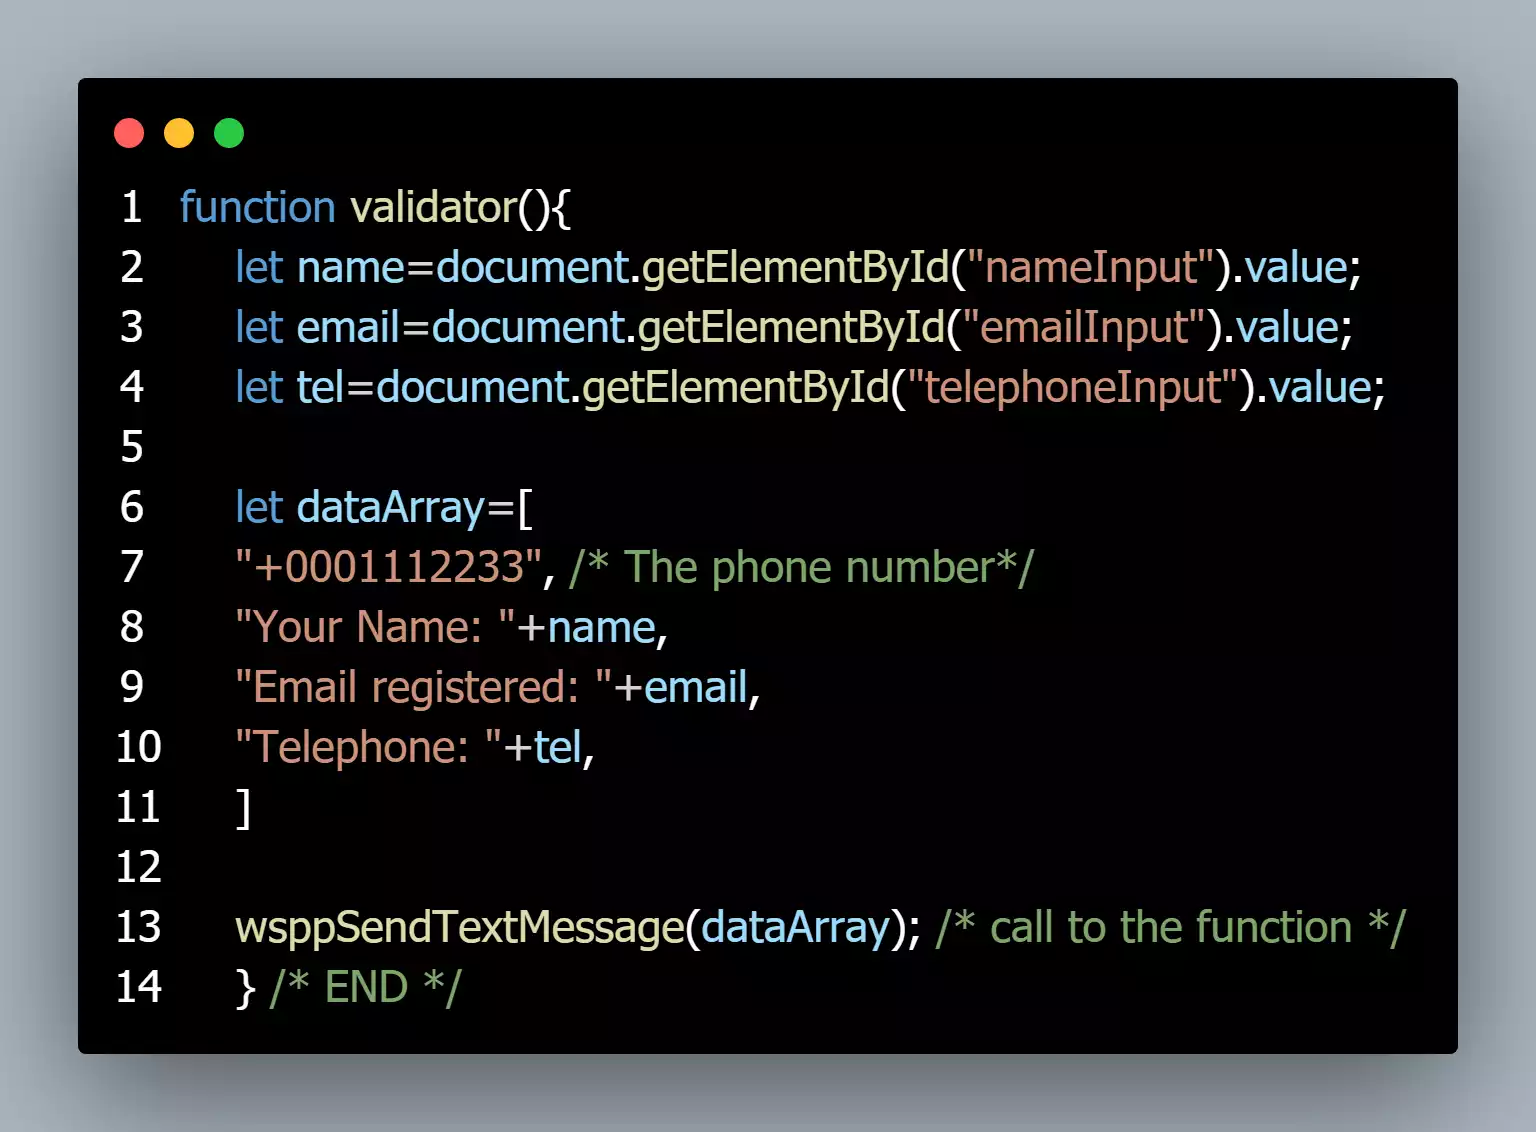 1 function validator(){
2 let name=document.getElementById("nameInput").value;
3 let email=document.getElementById("emailInput").value;
4 let tel=document.getElementById("telephoneInput").value;
5
6 let dataArray=[
7 "+0001112233", /* The phone number*/
8 "Your Name: "+name,
9 "Email registered: "+email,
10 "Telephone: "+tel,
11 ]
12
13 wsppSendTextMessage(dataArray); /* call to the function */
14 } /* END */